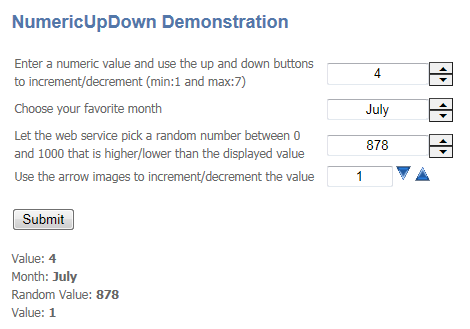 NumericUpDown Demonstration
Enter a numeric value and use the up and down buttons
to increment/decrement (min:1 and max:7)
4
Choose your favorite month
July
Let the web service pick a random number between 0
and 1000 that is higher/lower than the displayed value
878
Use the arrow images to increment/decrement the value
1
Submit
Value: 4
Month: July
Random Value: 878
Value: 1